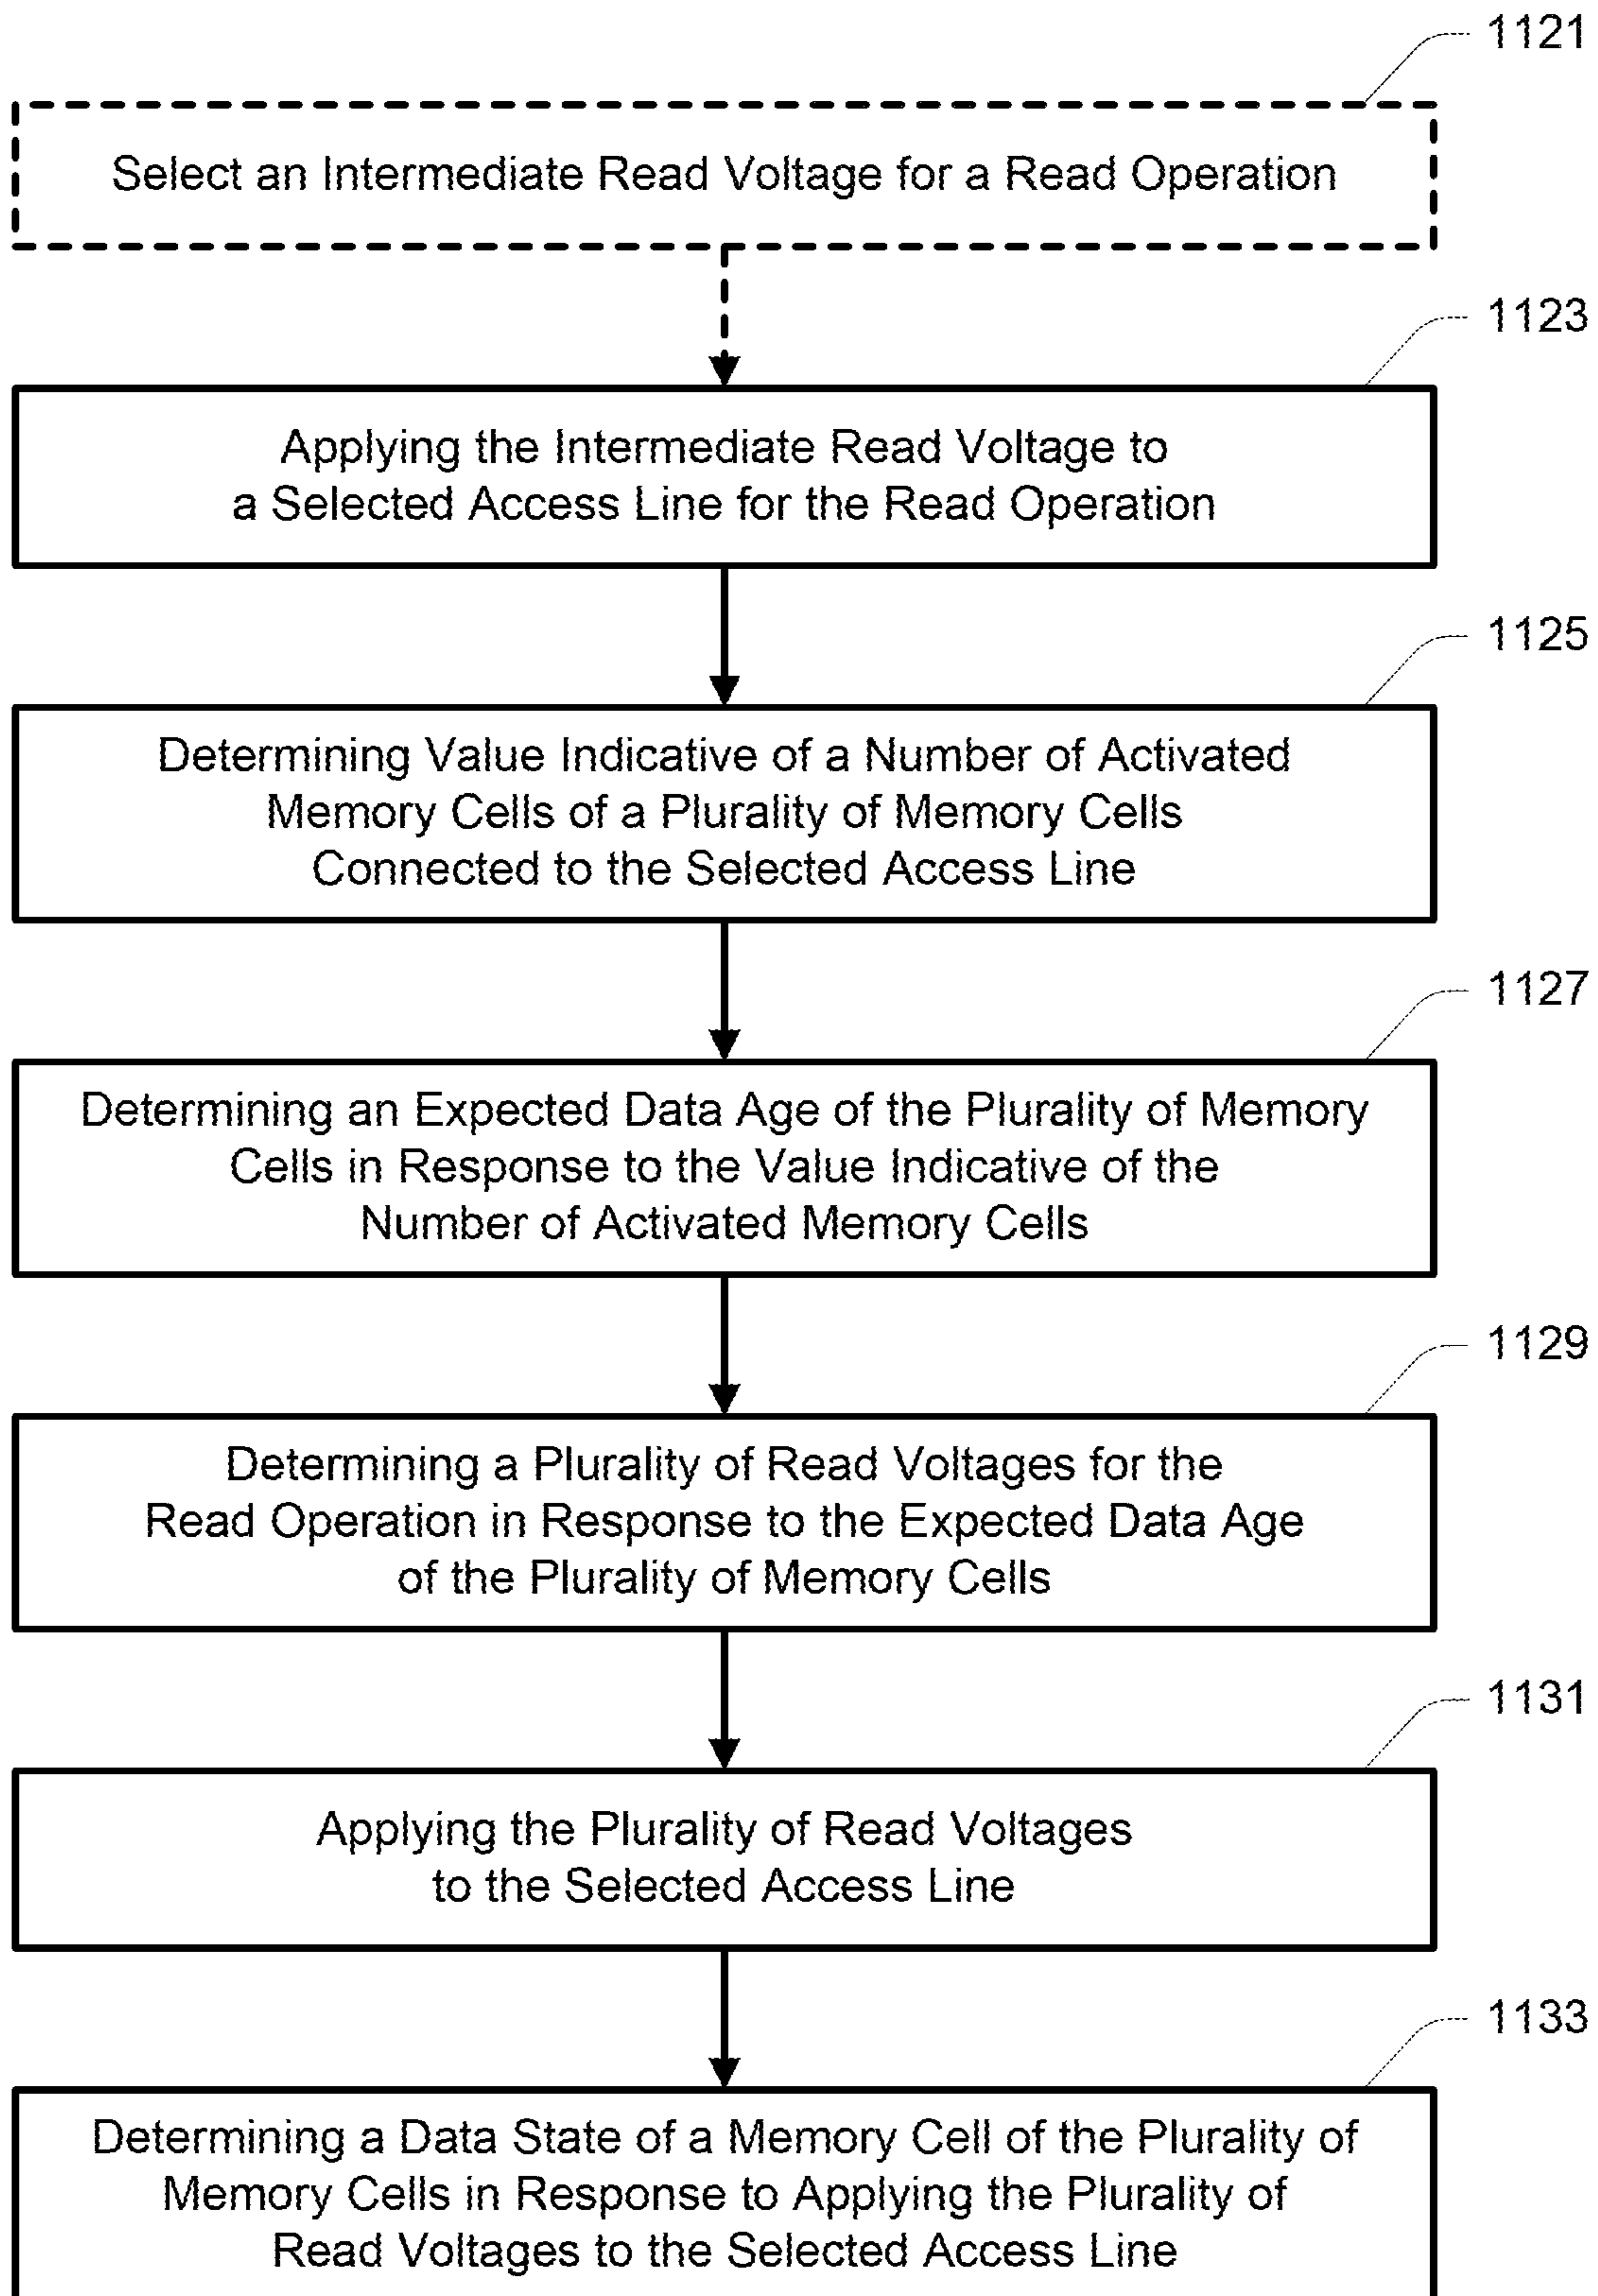 1121
Select an Intermediate Read Voltage for a Read Operation
1123
Applying the Intermediate Read Voltage to
a Selected Access Line for the Read Operation
1125
Determining Value Indicative of a Number of Activated
Memory Cells of a Plurality of Memory Cells
Connected to the Selected Access Line
1127
Determining an Expected Data Age of the Plurality of Memory
Cells in Response to the Value Indicative of the
Number of Activated Memory Cells
1129
Determining a Plurality of Read Voltages for the
Read Operation in Response to the Expected Data Age
of the Plurality of Memory Cells
1131
Applying the Plurality of Read Voltages
to the Selected Access Line
1133
Determining a Data State of a Memory Cell of the Plurality of
Memory Cells in Response to Applying the Plurality of
Read Voltages to the Selected Access Line